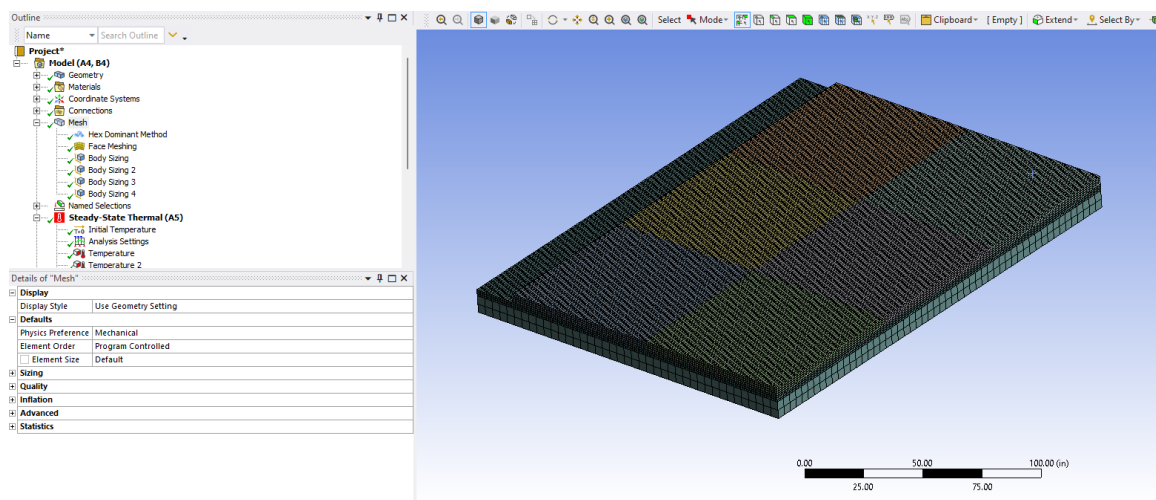 Outline
Select Mode Clipboard [ Empty ] Extend Select By
Name Search Outline
Project*
Model (A4, B4)
Geometry
Materials
Coordinate Systems
Connections
Mesh
Hex Dominant Method
Face Meshing
Body Sizing
Body Sizing 2
Body Sizing 3
Body Sizing 4
Named Selections
Steady-State Thermal (A5)
Initial Temperature
Analysis Settings
Temperature
Temperature 2
Details of "Mesh"
Display
Display Style Use Geometry Setting
Defaults
Physics Preference Mechanical
Element Order Program Controlled
Element Size Default
Sizing
Quality
Inflation
Advanced
Statistics
0.00 50.00 100.00 (in)
25.00 75.00